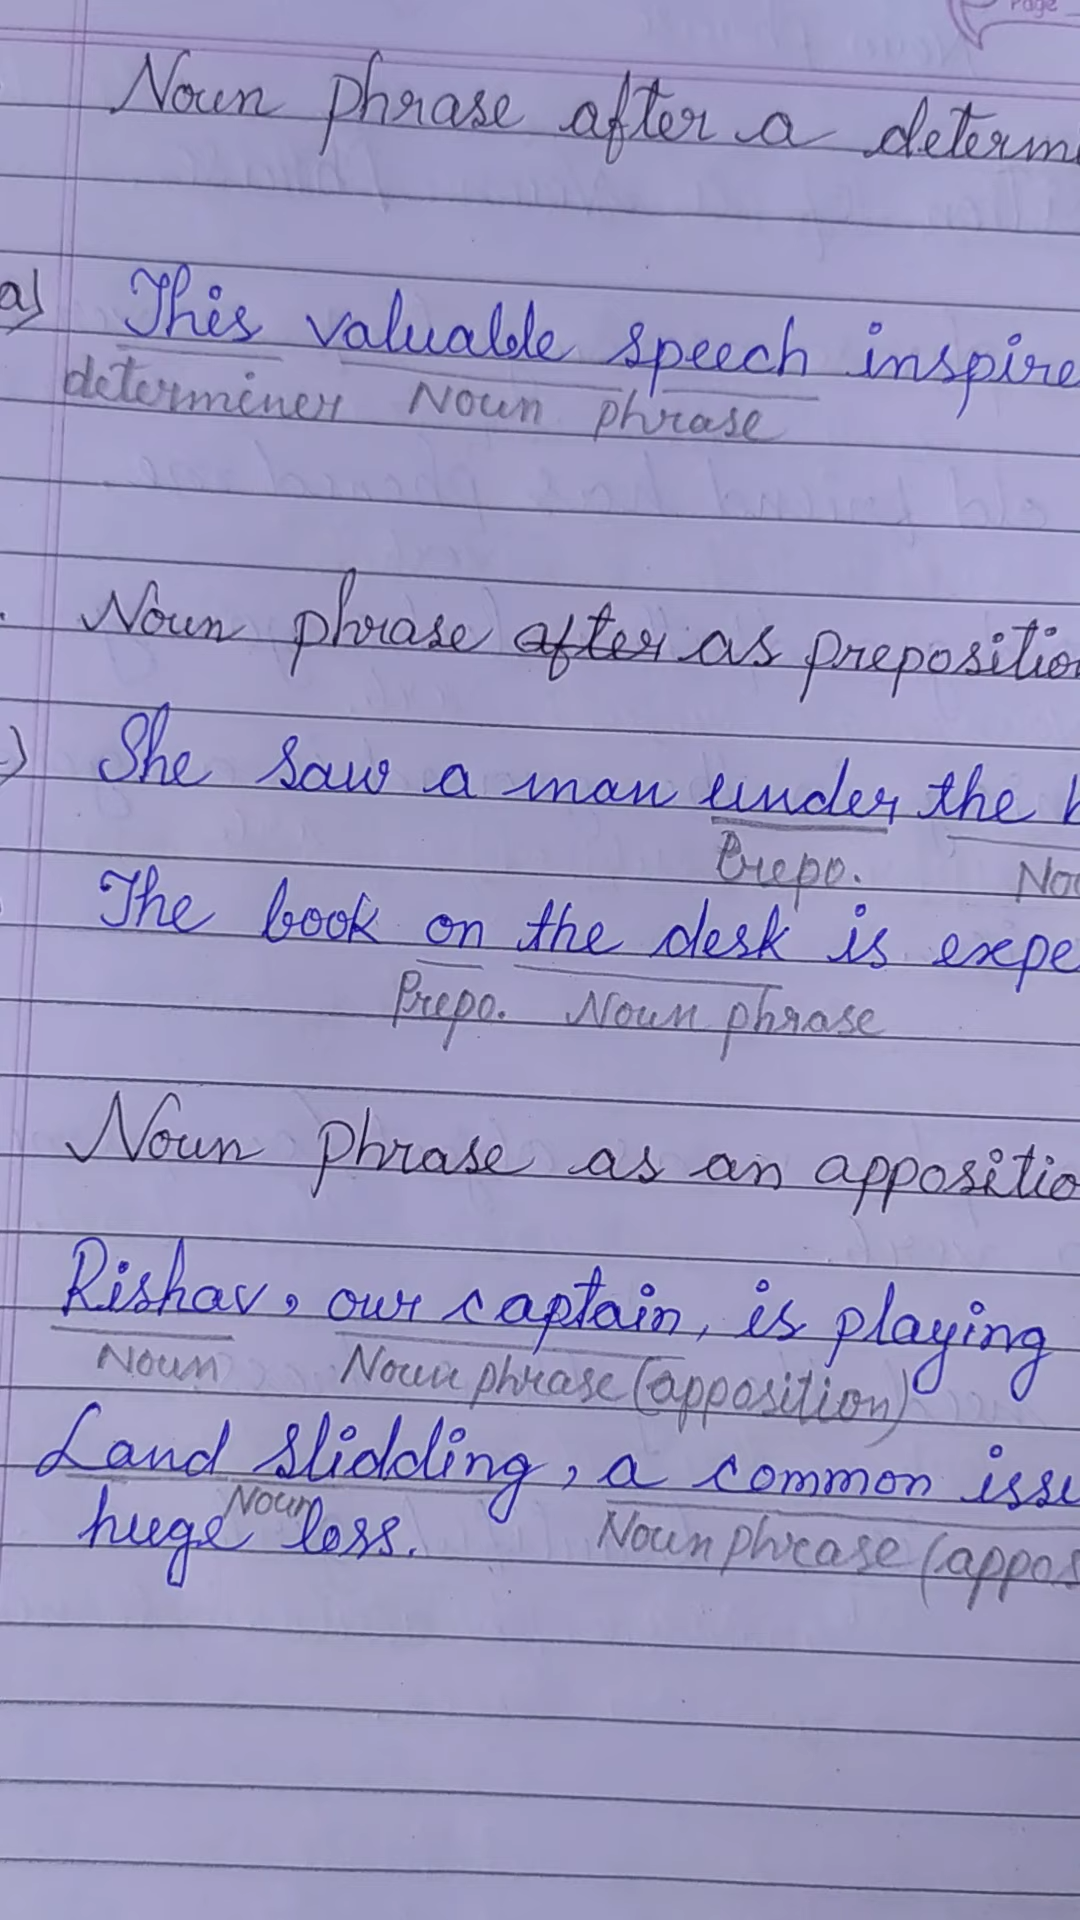 Page
Noun phrase after a determ
a) This valuable speech inspire
determiner Noun phrase
Noun phrase after as prepositio
She saw a man under the
Prepo. No
The book on the desk is expe
Prepo. Noun phrase
Noun phrase as an appositio
Rishav, our captain, is playing
Noun Noun phrase (apposition)
Land slidding, a common issu
Noun
huge loss.
Noun phrase (appos